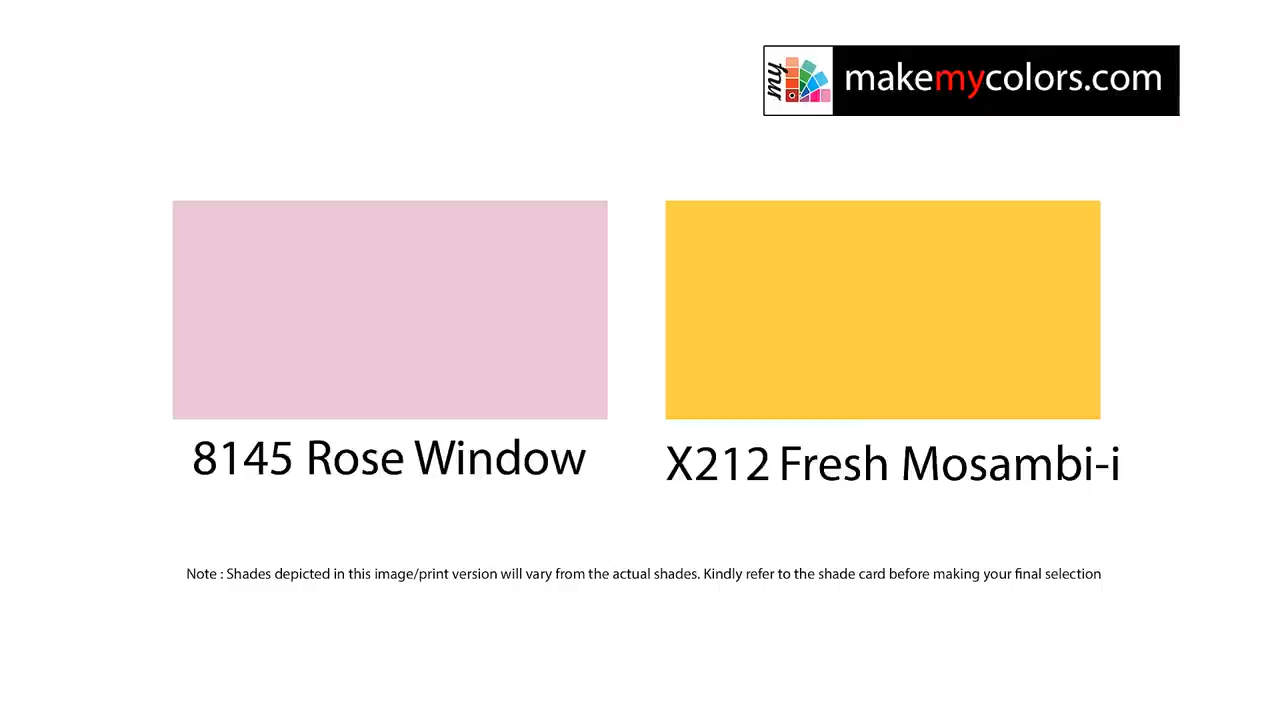 my
makemycolors.com
8145 Rose Window
X212 Fresh Mosambi-i
Note : Shades depicted in this image/print version will vary from the actual shades. Kindly refer to the shade card before making your final selection